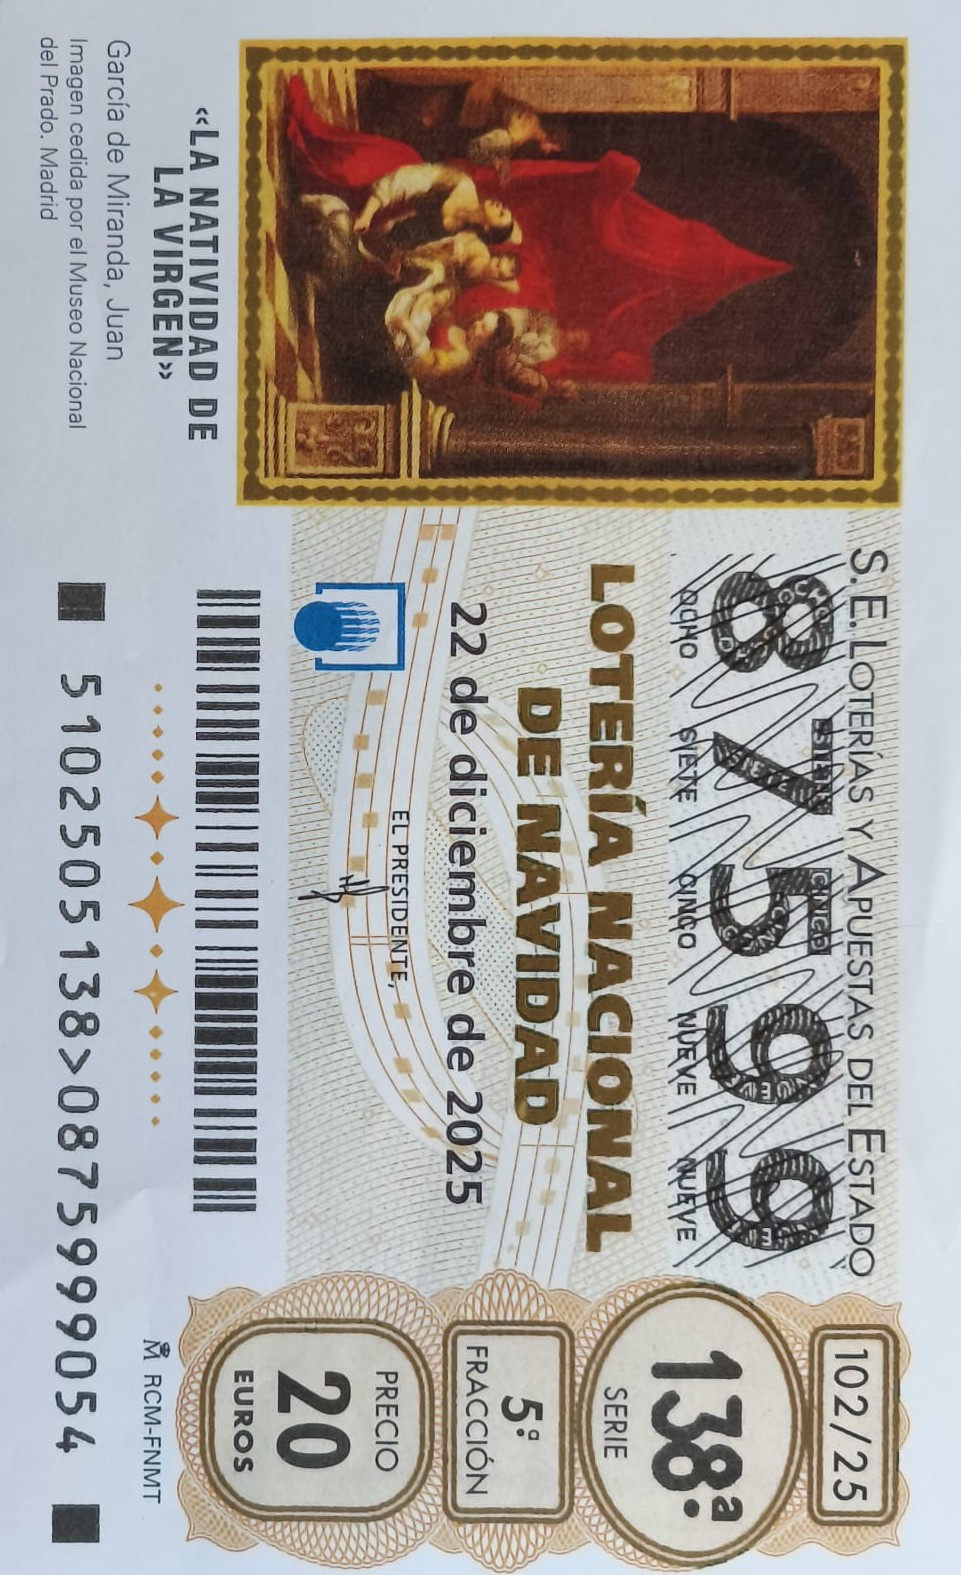 S.E. LOTERÍAS Y APUESTAS DEL ESTADO
87599
OCHO SIETE CINCO NUEVE NUEVE
LOTERÍA NACIONAL
DE NAVIDAD
22 de diciembre de 2025
EL PRESIDENTE,
102/25
138ª
SERIE
5ª
FRACCIÓN
PRECIO
20
EUROS
«LA NATIVIDAD DE
LA VIRGEN»
García de Miranda, Juan
Imagen cedida por el Museo Nacional
del Prado. Madrid
RCM-FNMT
5102505138>0875999054